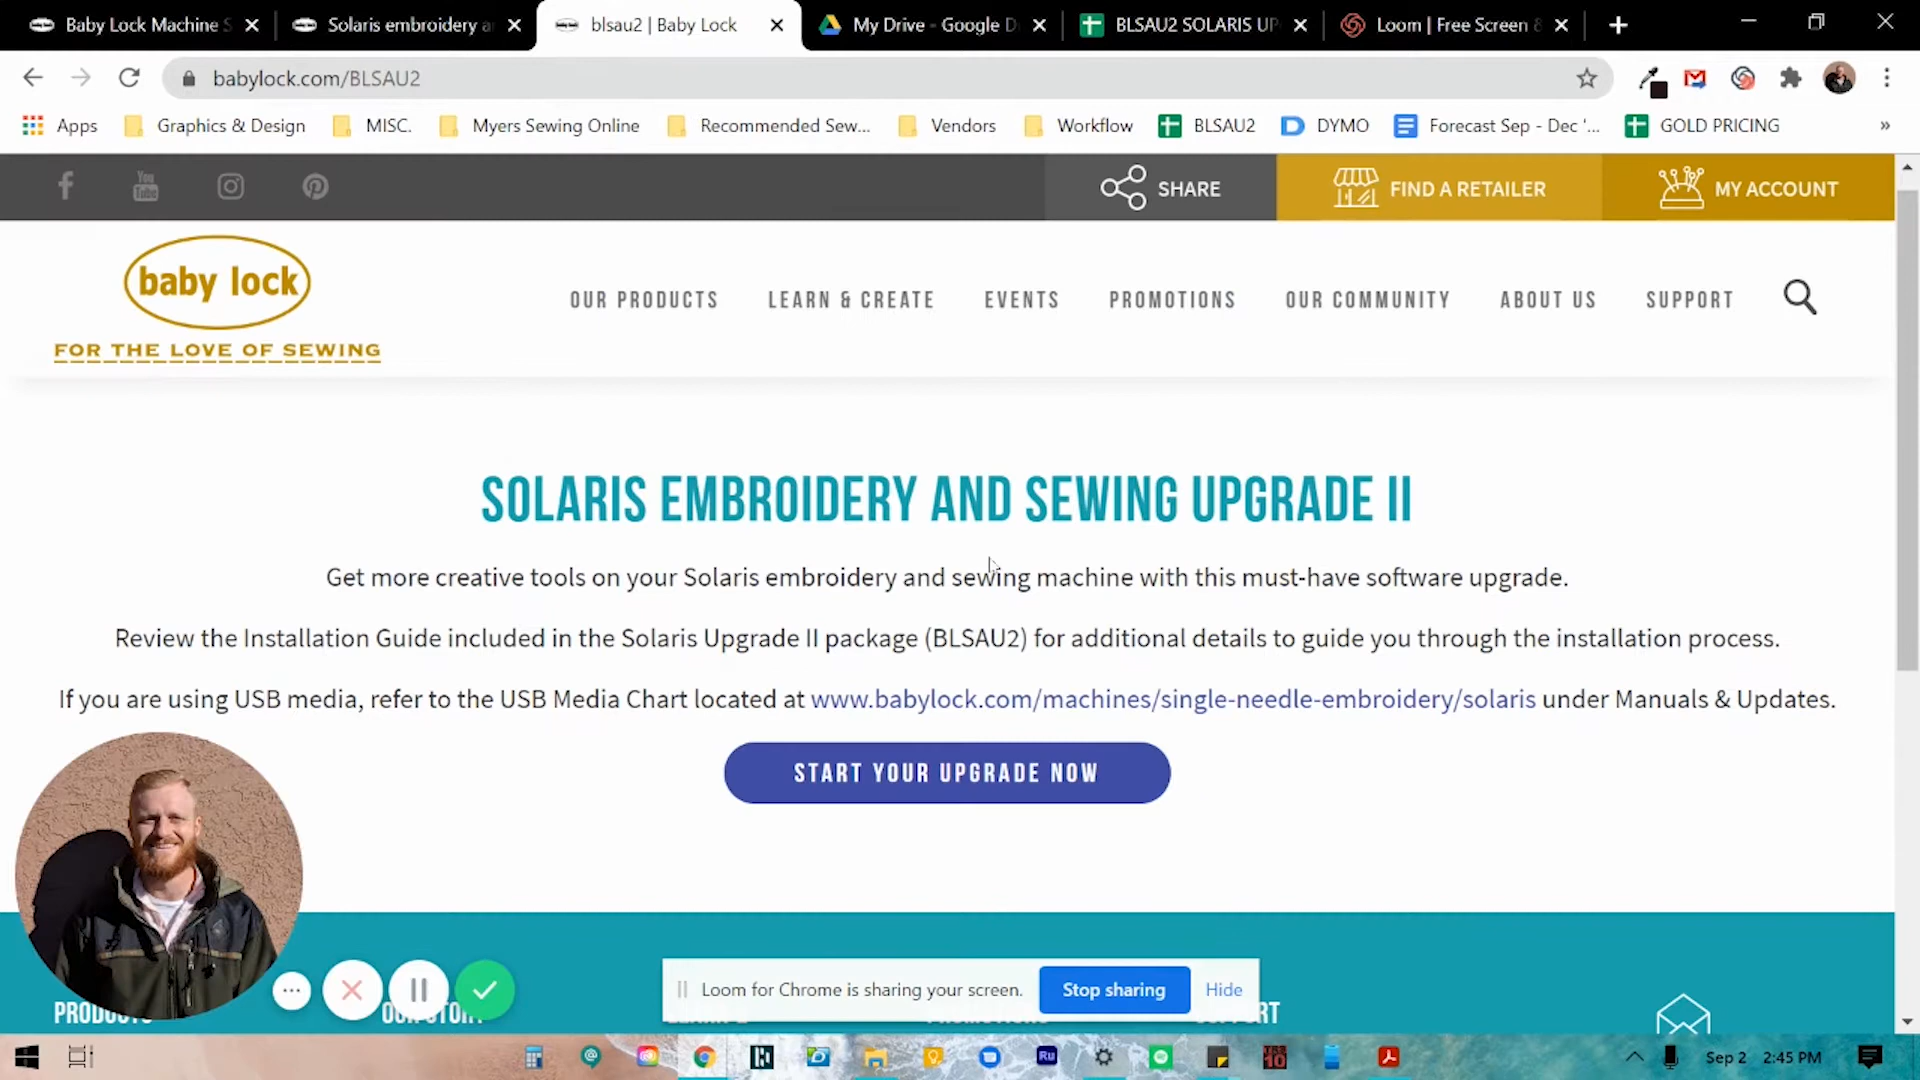 Baby Lock Machine S
Solaris embroidery a
blsau2 | Baby Lock
My Drive - Google D
BLSAU2 SOLARIS UP
Loom | Free Screen &
babylock.com/BLSAU2
Apps
Graphics & Design
MISC.
Myers Sewing Online
Recommended Sew...
Vendors
Workflow
BLSAU2
DYMO
Forecast Sep - Dec '...
GOLD PRICING
»
You
Tube
SHARE
FIND A RETAILER
MY ACCOUNT
baby lock
FOR THE LOVE OF SEWING
OUR PRODUCTS
LEARN & CREATE
EVENTS
PROMOTIONS
OUR COMMUNITY
ABOUT US
SUPPORT
SOLARIS EMBROIDERY AND SEWING UPGRADE II
Get more creative tools on your Solaris embroidery and sewing machine with this must-have software upgrade.
Review the Installation Guide included in the Solaris Upgrade II package (BLSAU2) for additional details to guide you through the installation process.
If you are using USB media, refer to the USB Media Chart located at www.babylock.com/machines/single-needle-embroidery/solaris under Manuals & Updates.
START YOUR UPGRADE NOW
Loom for Chrome is sharing your screen.
Stop sharing
Hide
PRODUCTS
OUR STORY
Ru
Sep 2
2:45 PM